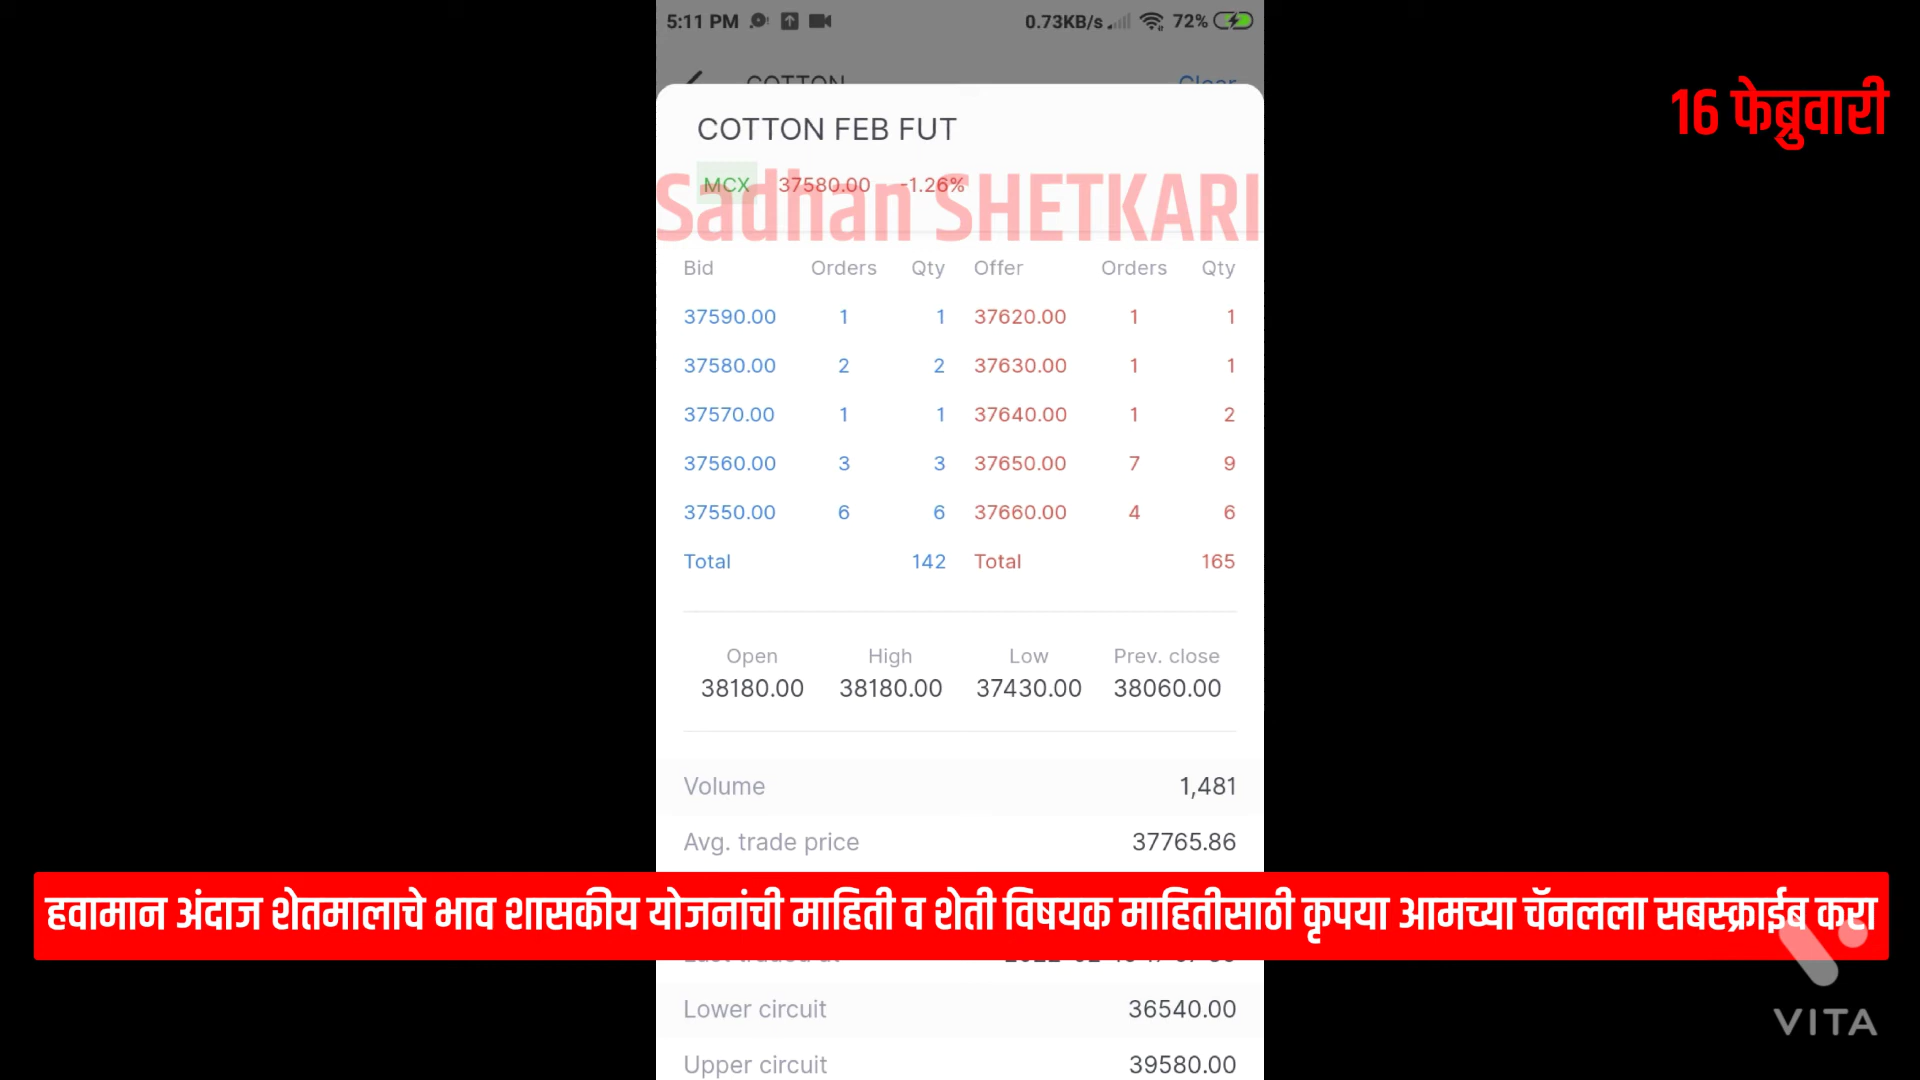 5:11 PM 0.73KB/s 72%
COTTON Clear
16 फेब्रुवारी
COTTON FEB FUT
MCX 37580.00 -1.26%
Sadhan SHETKARI
Bid Orders Qty Offer Orders Qty
37590.00 1 1 37620.00 1 1
37580.00 2 2 37630.00 1 1
37570.00 1 1 37640.00 1 2
37560.00 3 3 37650.00 7 9
37550.00 6 6 37660.00 4 6
Total 142 Total 165
Open High Low Prev. close
38180.00 38180.00 37430.00 38060.00
Volume 1,481
Avg. trade price 37765.86
हवामान अंदाज शेतमालाचे भाव शासकीय योजनांची माहिती व शेती विषयक माहितीसाठी कृपया आमच्या चॅनलला सबस्क्राईब करा
Lower circuit 36540.00
VITA
Upper circuit 39580.00